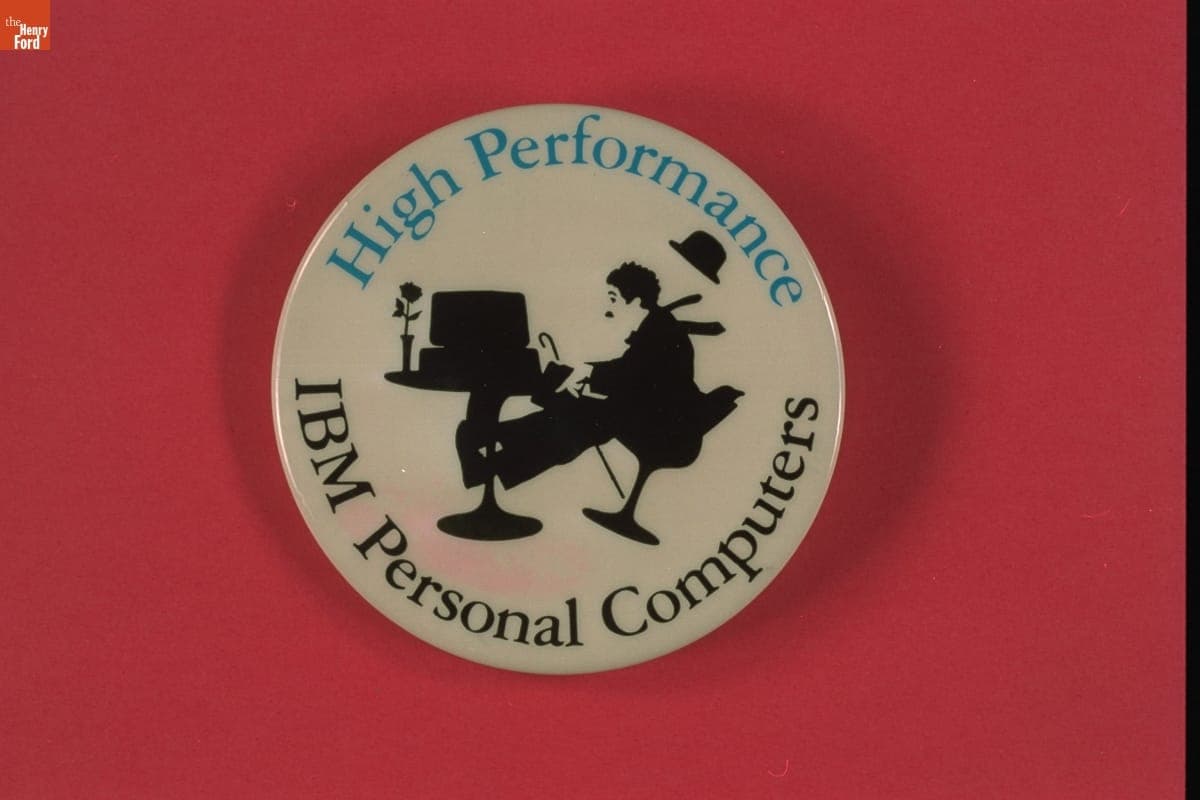 the
Henry
Ford
High Performance
IBM Personal Computers